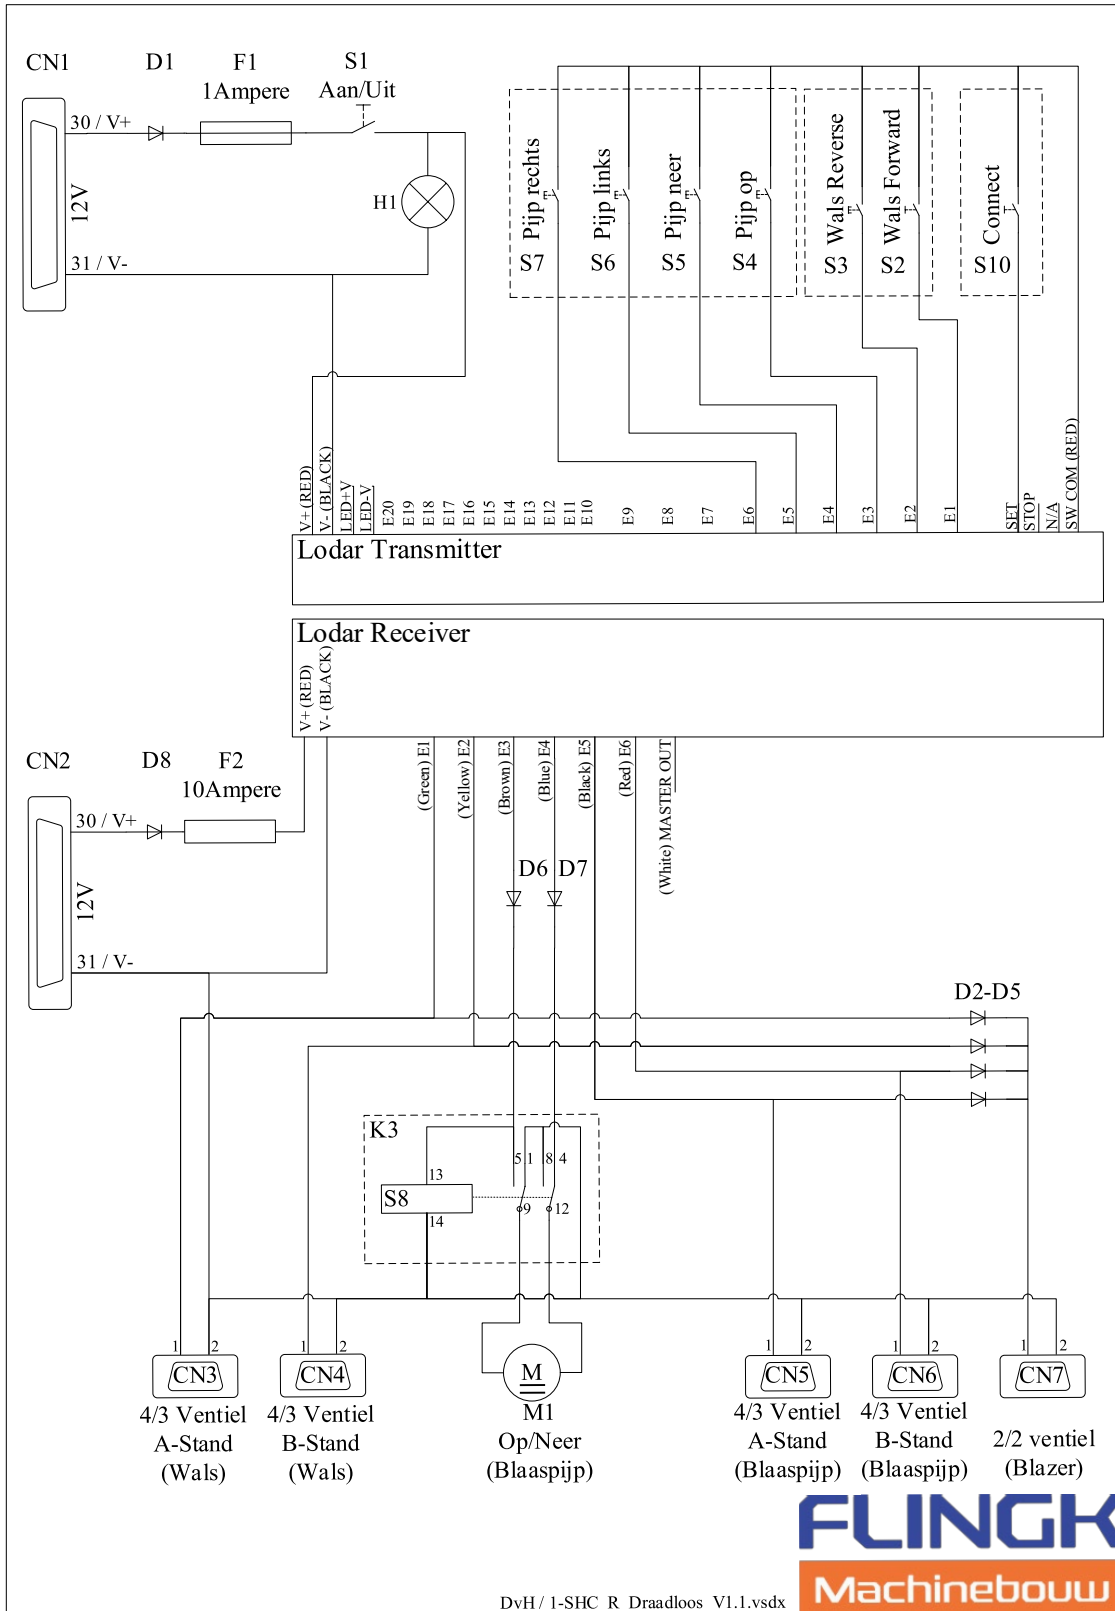 CN1
D1
F1
1Ampere
S1
Aan/Uit
30 / V+
12V
H1
31 / V-
Pijp rechts
S7
Pijp links
S6
Pijp neer
S5
Pijp op
S4
Wals Reverse
S3
Wals Forward
S2
Connect
S10
V+ (RED)
V- (BLACK)
LED+V
LED-V
E20
E19
E18
E17
E16
E15
E14
E13
E12
E11
E10
E9
E8
E7
E6
E5
E4
E3
E2
E1
SET
STOP
N/A
SW COM (RED)
Lodar Transmitter
Lodar Receiver
V+ (RED)
V- (BLACK)
(Green) E1
(Yellow) E2
(Brown) E3
(Blue) E4
(Black) E5
(Red) E6
(White) MASTER OUT
CN2
D8
F2
10Ampere
30 / V+
12V
31 / V-
D6
D7
D2-D5
K3
5
1
8
4
13
S8
14
9
12
1
2
CN3
4/3 Ventiel
A-Stand
(Wals)
1
2
CN4
4/3 Ventiel
B-Stand
(Wals)
M
M1
Op/Neer
(Blaaspijp)
1
2
CN5
4/3 Ventiel
A-Stand
(Blaaspijp)
1
2
CN6
4/3 Ventiel
B-Stand
(Blaaspijp)
1
2
CN7
2/2 ventiel
(Blazer)
FLINGK
Machinebouw
DvH / 1-SHC_R_Draadloos_V1.1.vsdx